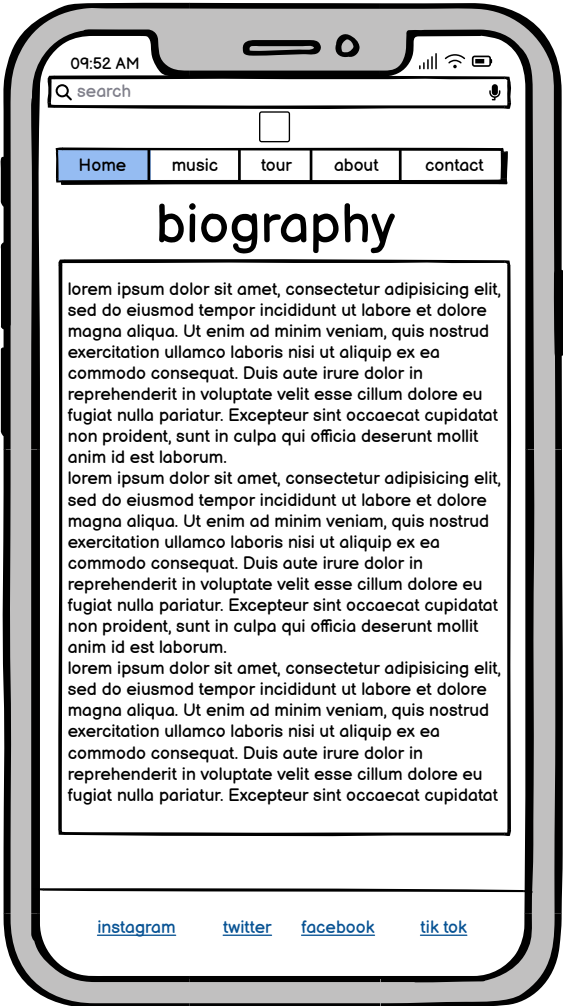 09:52 AM
search
Home music tour about contact
biography
lorem ipsum dolor sit amet, consectetur adipisicing elit,
sed do eiusmod tempor incididunt ut labore et dolore
magna aliqua. Ut enim ad minim veniam, quis nostrud
exercitation ullamco laboris nisi ut aliquip ex ea
commodo consequat. Duis aute irure dolor in
reprehenderit in voluptate velit esse cillum dolore eu
fugiat nulla pariatur. Excepteur sint occaecat cupidatat
non proident, sunt in culpa qui officia deserunt mollit
anim id est laborum.
lorem ipsum dolor sit amet, consectetur adipisicing elit,
sed do eiusmod tempor incididunt ut labore et dolore
magna aliqua. Ut enim ad minim veniam, quis nostrud
exercitation ullamco laboris nisi ut aliquip ex ea
commodo consequat. Duis aute irure dolor in
reprehenderit in voluptate velit esse cillum dolore eu
fugiat nulla pariatur. Excepteur sint occaecat cupidatat
non proident, sunt in culpa qui officia deserunt mollit
anim id est laborum.
lorem ipsum dolor sit amet, consectetur adipisicing elit,
sed do eiusmod tempor incididunt ut labore et dolore
magna aliqua. Ut enim ad minim veniam, quis nostrud
exercitation ullamco laboris nisi ut aliquip ex ea
commodo consequat. Duis aute irure dolor in
reprehenderit in voluptate velit esse cillum dolore eu
fugiat nulla pariatur. Excepteur sint occaecat cupidatat
instagram twitter facebook tik tok